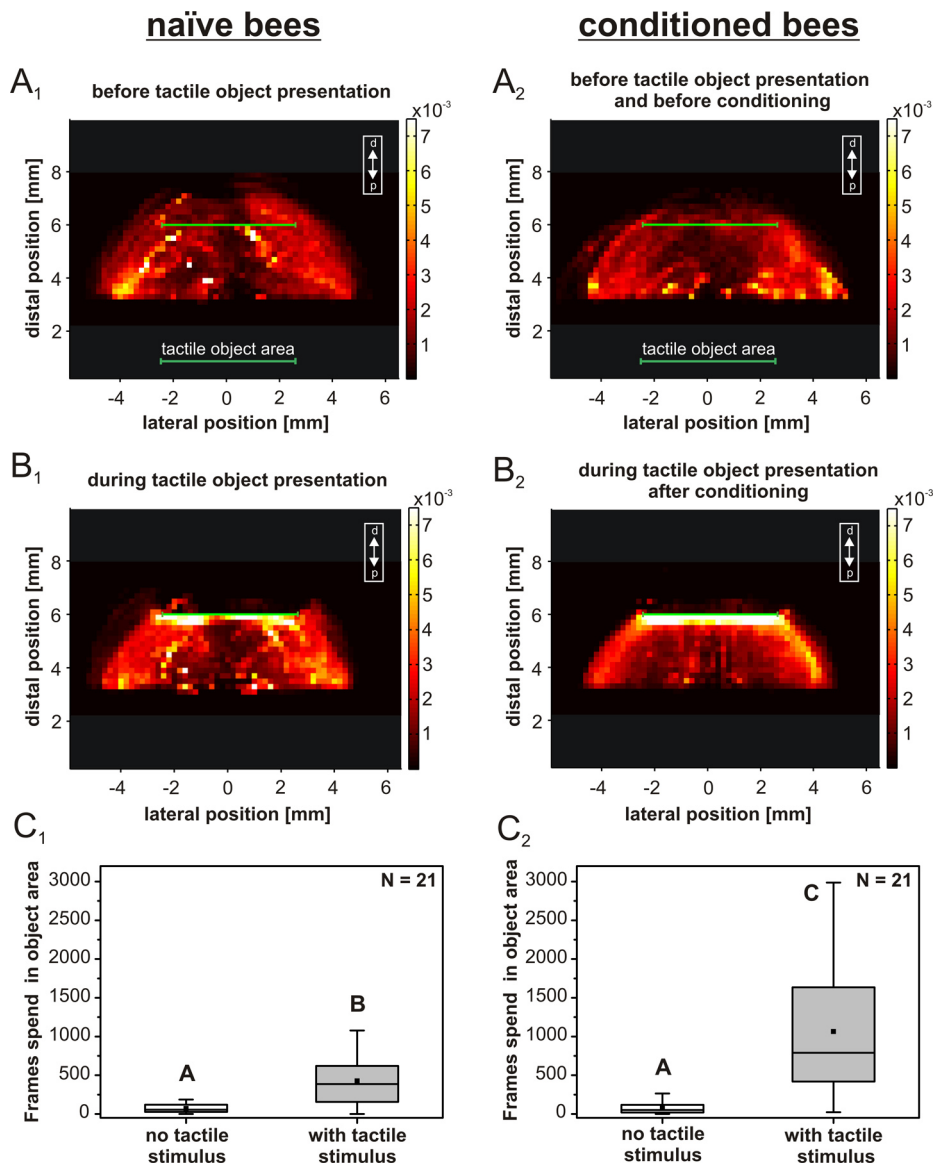 naïve bees
conditioned bees
A1
before tactile object presentation
x10-3
7
6
5
4
3
2
1
d
p
distal position [mm]
8
6
4
2
tactile object area
-4 -2 0 2 4 6
lateral position [mm]
A2
before tactile object presentation
and before conditioning
x10-3
7
6
5
4
3
2
1
d
p
distal position [mm]
8
6
4
2
tactile object area
-4 -2 0 2 4 6
lateral position [mm]
B1
during tactile object presentation
x10-3
7
6
5
4
3
2
1
d
p
distal position [mm]
8
6
4
2
-4 -2 0 2 4 6
lateral position [mm]
B2
during tactile object presentation
after conditioning
x10-3
7
6
5
4
3
2
1
d
p
distal position [mm]
8
6
4
2
-4 -2 0 2 4 6
lateral position [mm]
C1
Frames spend in object area
3000
2500
2000
1500
1000
500
0
N = 21
A
B
no tactile
stimulus
with tactile
stimulus
C2
Frames spend in object area
3000
2500
2000
1500
1000
500
0
N = 21
A
C
no tactile
stimulus
with tactile
stimulus